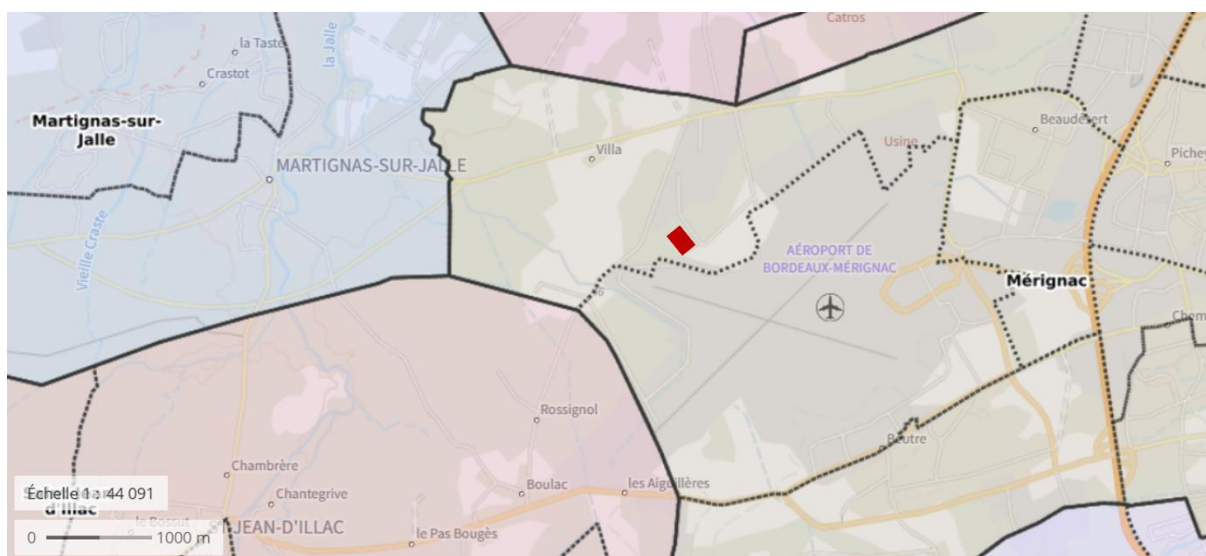 Catros
la Taste
la Jalle
Crastot
Martignas-sur-
Jalle
Beaudésert
Usine
Villa
MARTIGNAS-SUR-JALLE
Vieille Craste
AÉROPORT DE
BORDEAUX-MÉRIGNAC
Mérignac
Rossignol
Beutre
Chambrère
les Aiguillères
Boulac
Échelle 1 : 44 091
d'Illac
Chantegrive
le Bossut
JEAN-D'ILLAC
le Pas Bougès
0
1000 m